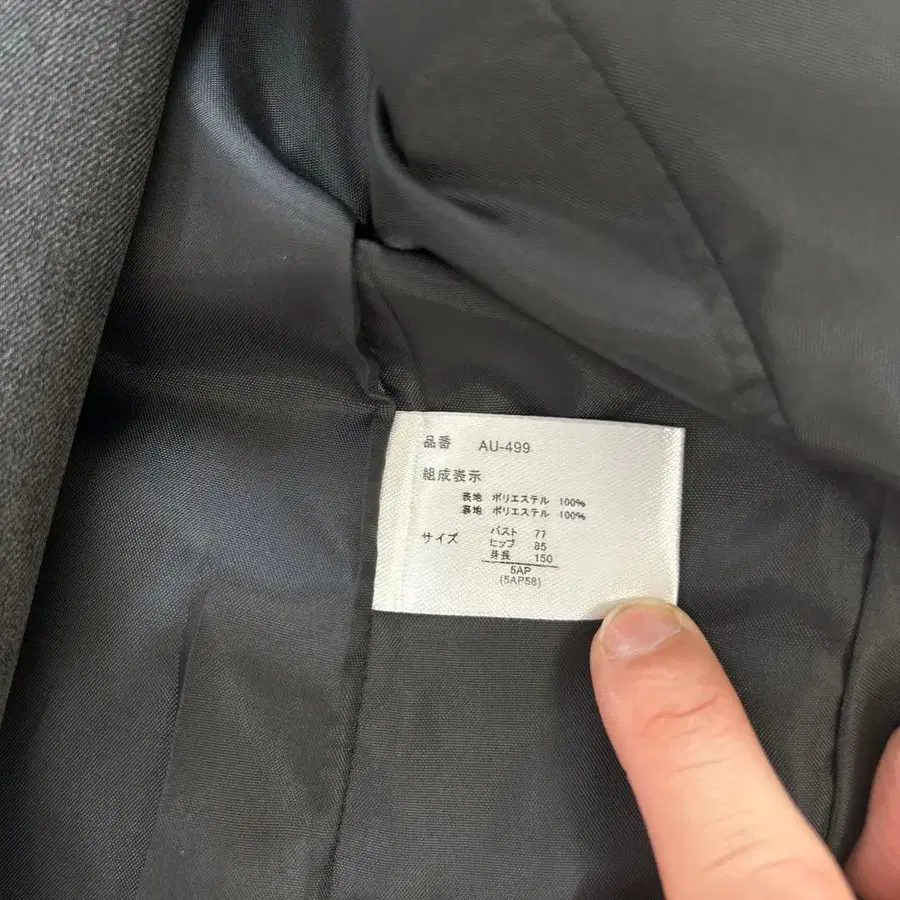 品番 AU-499
組成表示
表地 ポリエステル 100%
裏地 ポリエステル 100%
サイズ バスト 77
ヒップ 85
身長 150
5AP
(5AP58)